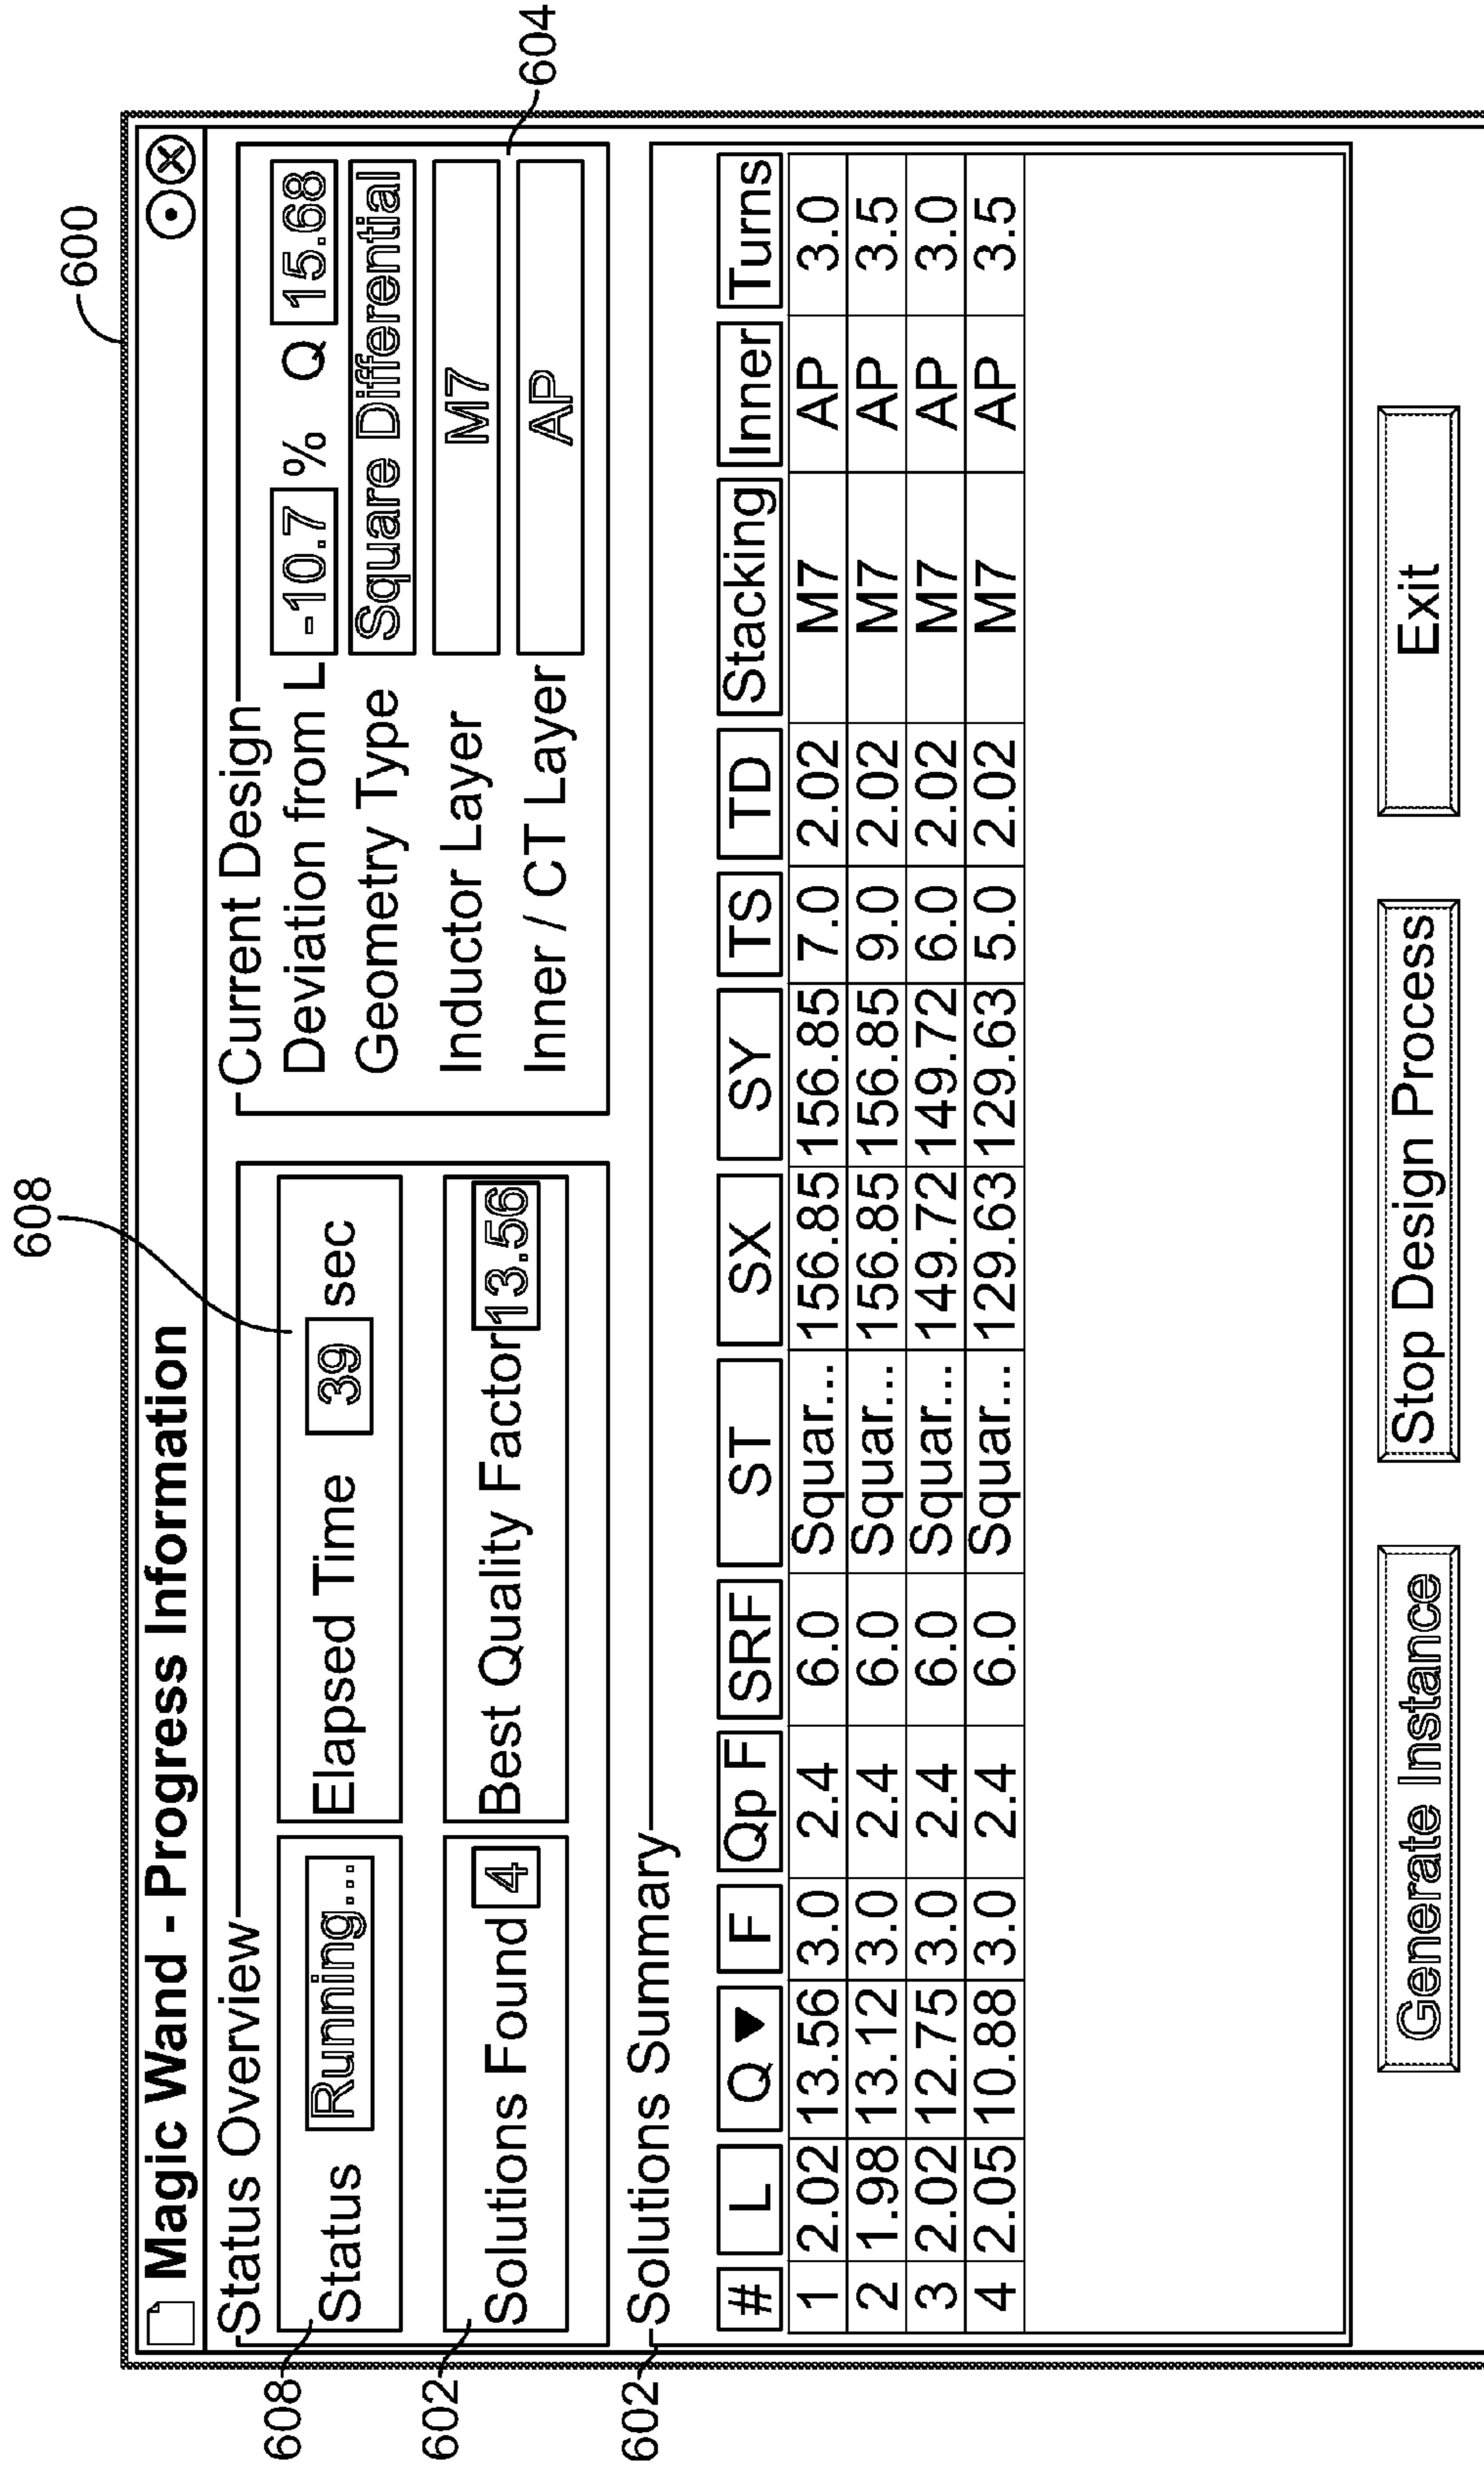 600
Magic Wand - Progress Information
608
Status Overview
608
Status Running...
Elapsed Time 39 sec
602
Solutions Found 4
Best Quality Factor 13.56
Current Design
Deviation from L -10.7 % Q 15.68
Geometry Type Square Differential
Inductor Layer M7
Inner / CT Layer AP
604
602
Solutions Summary
# L Q ▼ F Qp F SRF ST SX SY TS TD Stacking Inner Turns
1 2.02 13.56 3.0 2.4 6.0 Squar... 156.85 156.85 7.0 2.02 M7 AP 3.0
2 1.98 13.12 3.0 2.4 6.0 Squar... 156.85 156.85 9.0 2.02 M7 AP 3.5
3 2.02 12.75 3.0 2.4 6.0 Squar... 149.72 149.72 6.0 2.02 M7 AP 3.0
4 2.05 10.88 3.0 2.4 6.0 Squar... 129.63 129.63 5.0 2.02 M7 AP 3.5
Generate Instance
Stop Design Process
Exit